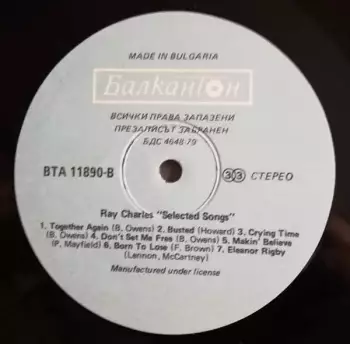 MADE IN BULGARIA
Балкантон
ВСИЧКИ ПРАВА ЗАПАЗЕНИ
ПРЕЗАПИСЪТ ЗАБРАНЕН
БДС 4648 79
ВТА 11890-В
33 СТЕРЕО
Ray Charles "Selected Songs"
1. Together Again (B. Owens) 2. Busted (Howard) 3. Crying Time
(B. Owens) 4. Don't Set Me Free (B. Owens) 5. Makin' Believe
(P. Mayfield) 6. Born To Lose (F. Brown) 7. Eleanor Rigby
(Lennon, McCartney)
Manufactured under license